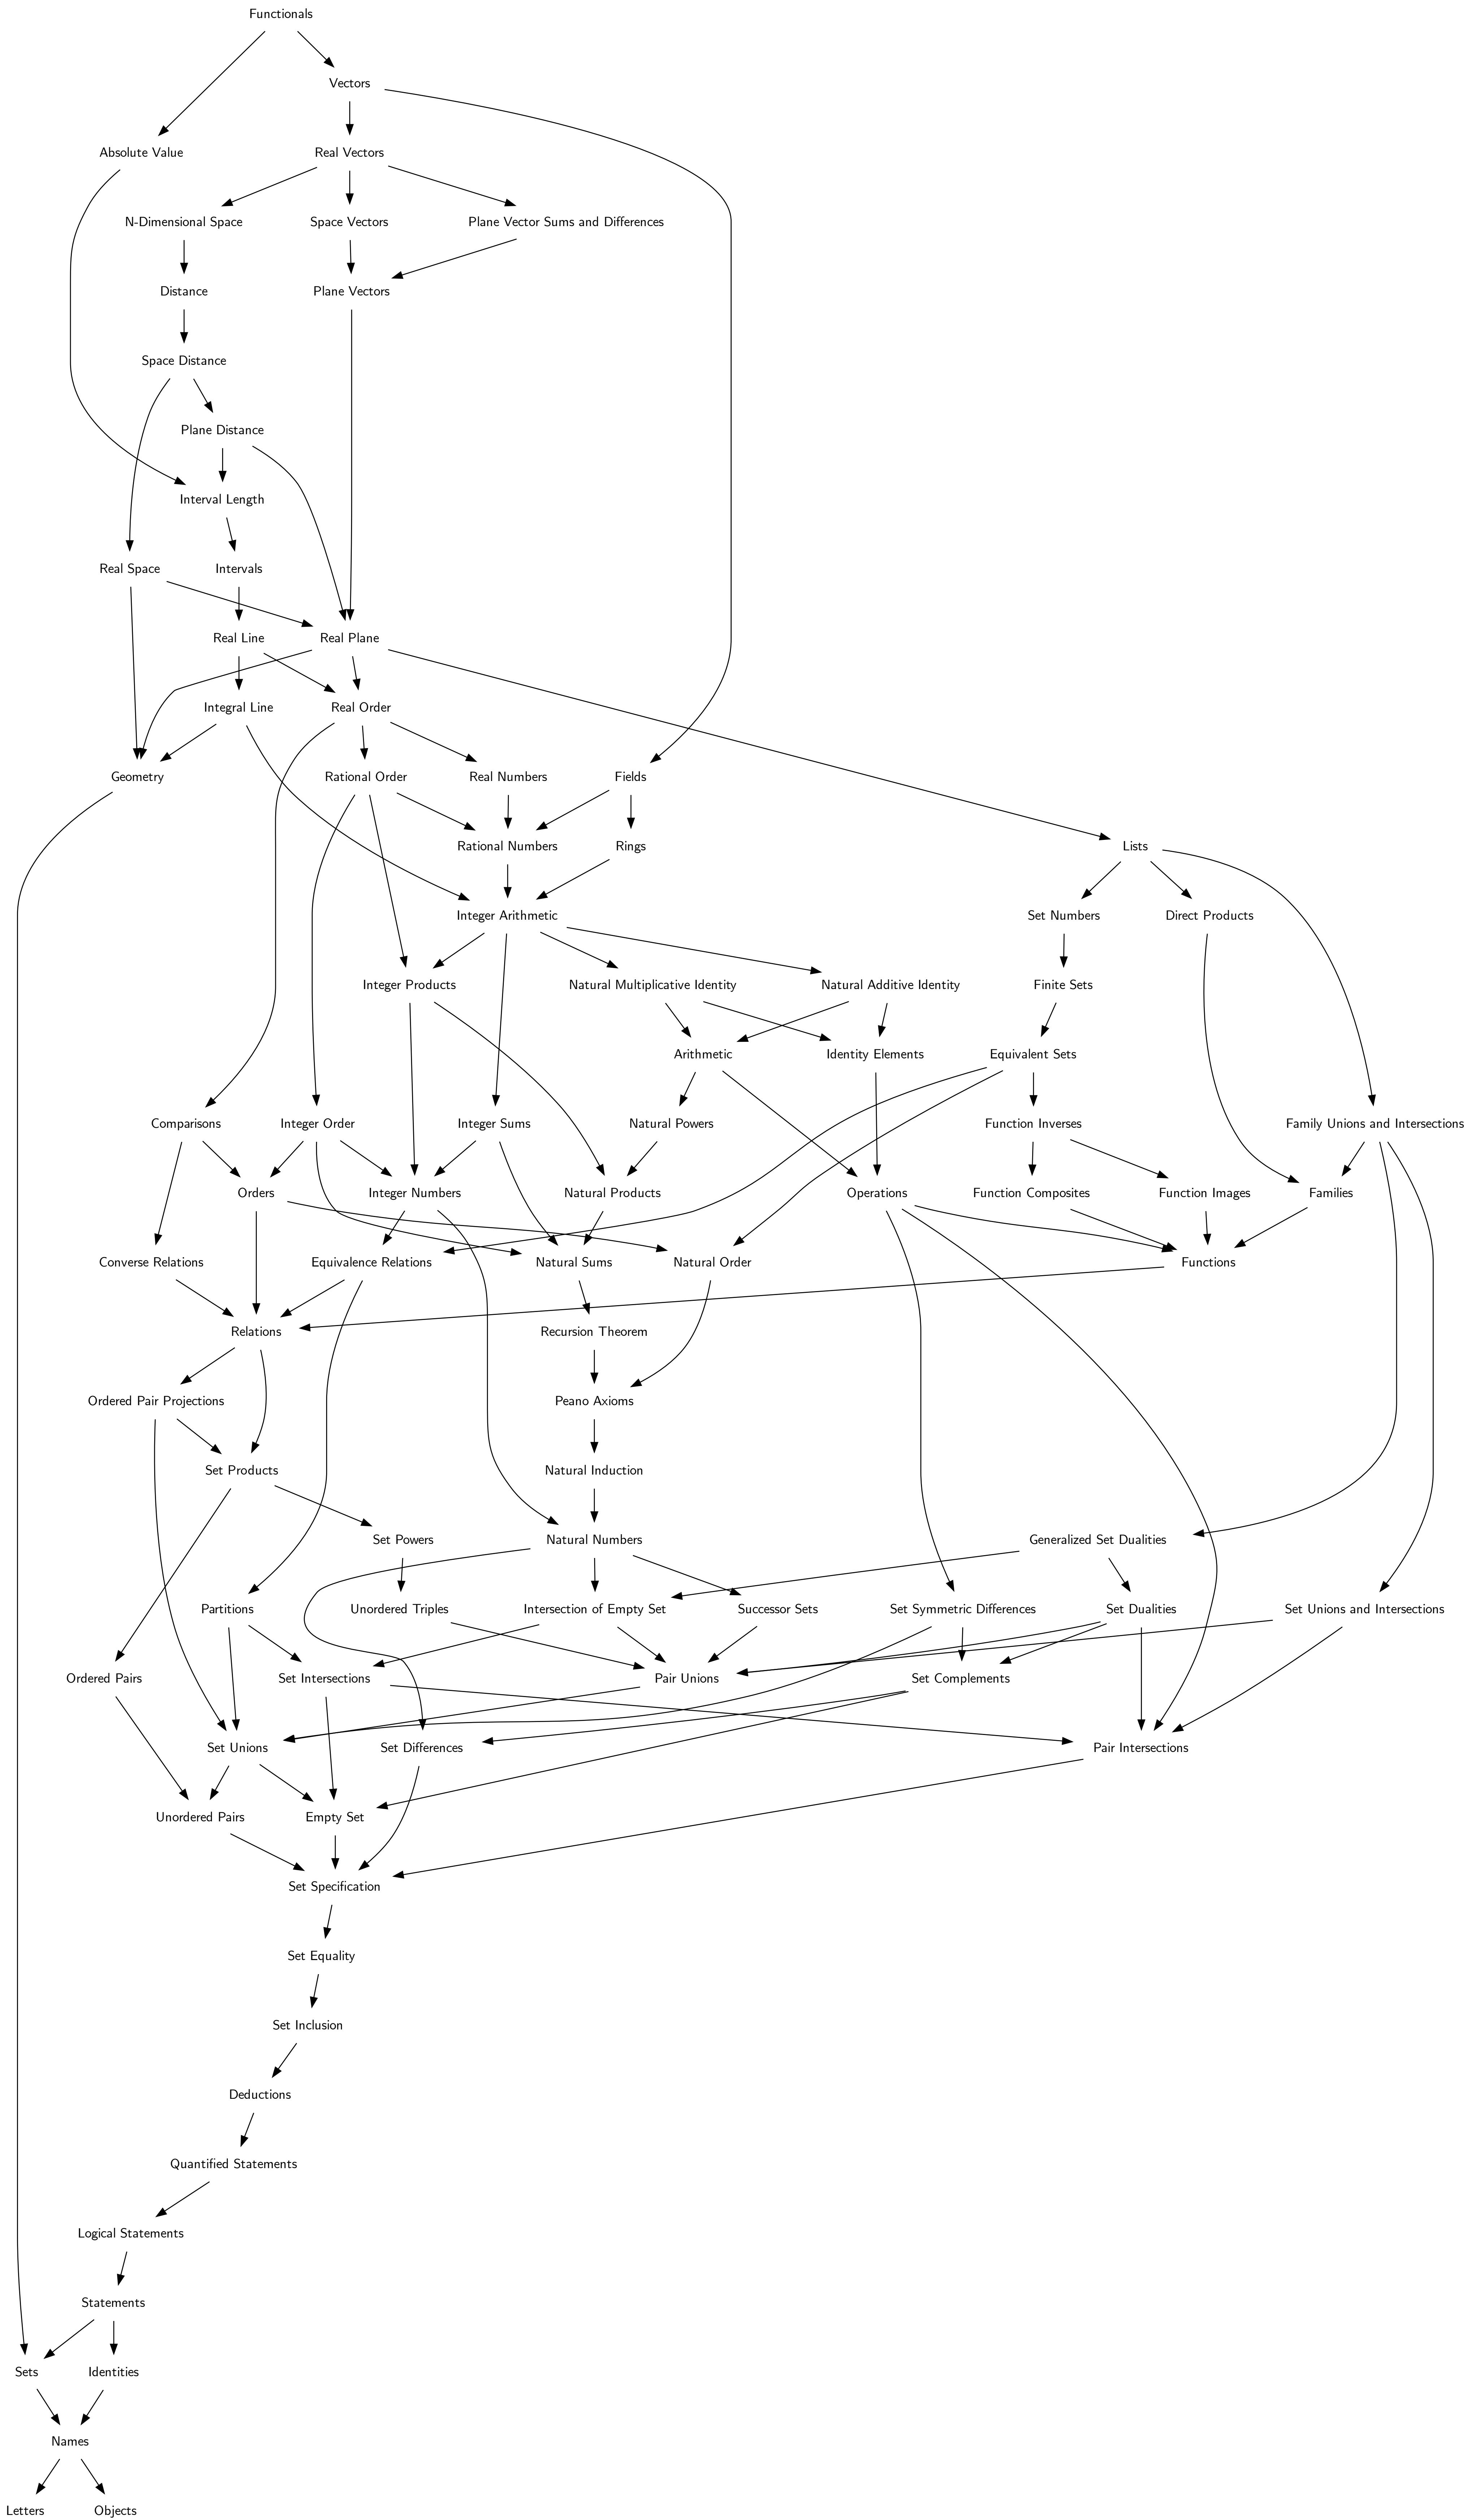 Functionals
Vectors
Absolute Value
Real Vectors
N-Dimensional Space
Space Vectors
Plane Vector Sums and Differences
Distance
Plane Vectors
Space Distance
Plane Distance
Interval Length
Real Space
Intervals
Real Line
Real Plane
Integral Line
Real Order
Geometry
Rational Order
Real Numbers
Fields
Rational Numbers
Rings
Lists
Integer Arithmetic
Set Numbers
Direct Products
Integer Products
Natural Multiplicative Identity
Natural Additive Identity
Finite Sets
Arithmetic
Identity Elements
Equivalent Sets
Comparisons
Integer Order
Integer Sums
Natural Powers
Function Inverses
Family Unions and Intersections
Orders
Integer Numbers
Natural Products
Operations
Function Composites
Function Images
Families
Converse Relations
Equivalence Relations
Natural Sums
Natural Order
Functions
Relations
Recursion Theorem
Ordered Pair Projections
Peano Axioms
Set Products
Natural Induction
Set Powers
Natural Numbers
Generalized Set Dualities
Partitions
Unordered Triples
Intersection of Empty Set
Successor Sets
Set Symmetric Differences
Set Dualities
Set Unions and Intersections
Ordered Pairs
Set Intersections
Pair Unions
Set Complements
Set Unions
Set Differences
Pair Intersections
Unordered Pairs
Empty Set
Set Specification
Set Equality
Set Inclusion
Deductions
Quantified Statements
Logical Statements
Statements
Sets
Identities
Names
Letters
Objects